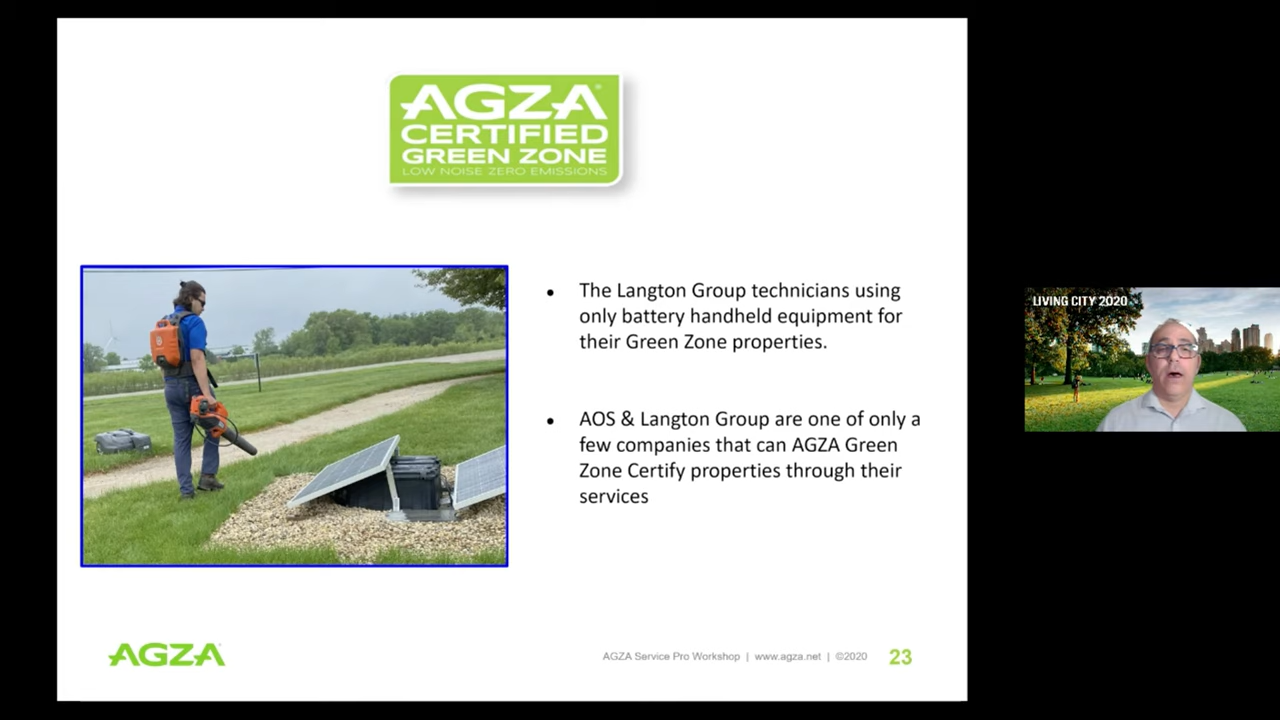 AGZA
CERTIFIED
GREEN ZONE
LOW NOISE ZERO EMISSIONS
• The Langton Group technicians using
only battery handheld equipment for
their Green Zone properties.
• AOS & Langton Group are one of only a
few companies that can AGZA Green
Zone Certify properties through their
services
AGZA
AGZA Service Pro Workshop | www.agza.net | ©2020 23
LIVING CITY 2020